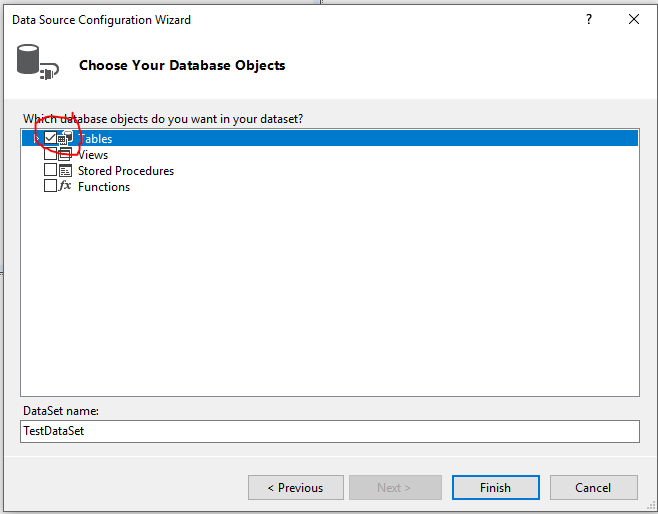 Data Source Configuration Wizard
?
Choose Your Database Objects
Which database objects do you want in your dataset?
Tables
Views
Stored Procedures
fx Functions
DataSet name:
TestDataSet
< Previous
Next >
Finish
Cancel